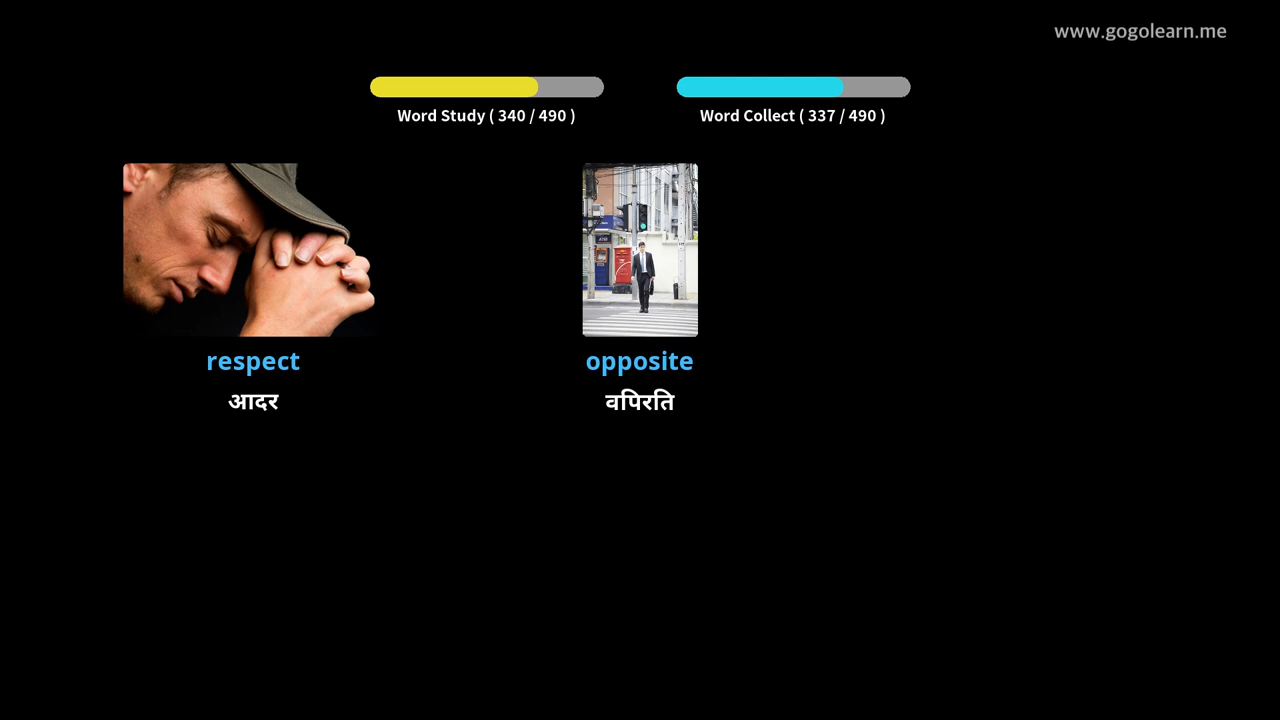 www.gogolearn.me
Word Study ( 340 / 490 )
Word Collect ( 337 / 490 )
respect
आदर
opposite
वपिरति